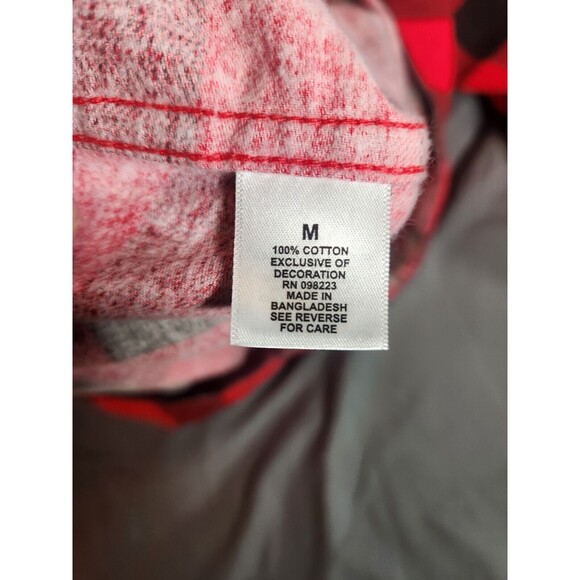 M
100% COTTON
EXCLUSIVE OF
DECORATION
RN 098223
MADE IN
BANGLADESH
SEE REVERSE
FOR CARE